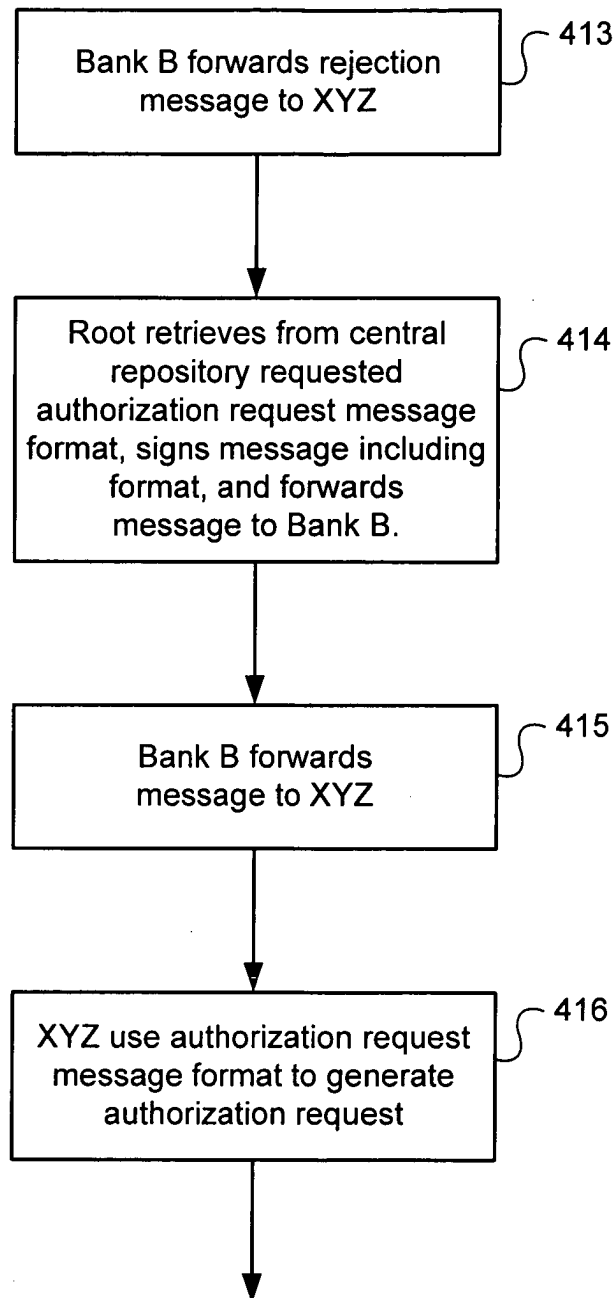 Bank B forwards rejection
message to XYZ
413
Root retrieves from central
repository requested
authorization request message
format, signs message including
format, and forwards
message to Bank B.
414
Bank B forwards
message to XYZ
415
XYZ use authorization request
message format to generate
authorization request
416